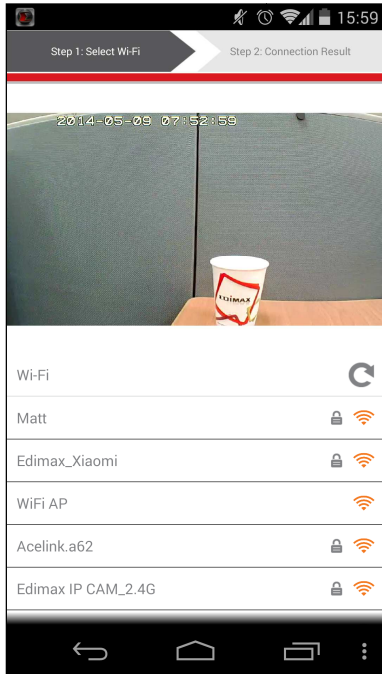 15:59
Step 1: Select Wi-Fi
Step 2: Connection Result
2014-05-09 07:52:59
EDIMAX
Wi-Fi
Matt
Edimax_Xiaomi
WiFi AP
Acelink.a62
Edimax IP CAM_2.4G